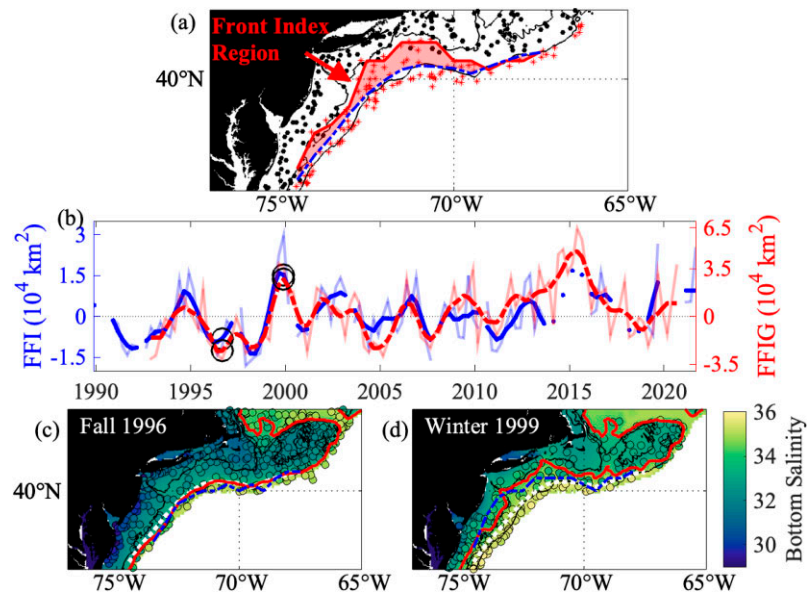 (a)
Front Index
Region
40°N
75°W 70°W 65°W
(b)
FFI (10⁴ km²)
3
1.5
0
-1.5
6.5
3.5
0
-3.5
FFIG (10⁴ km²)
1990 1995 2000 2005 2010 2015 2020
(c) Fall 1996
(d) Winter 1999
40°N
75°W 70°W 65°W
75°W 70°W 65°W
36
34
32
30
Bottom Salinity